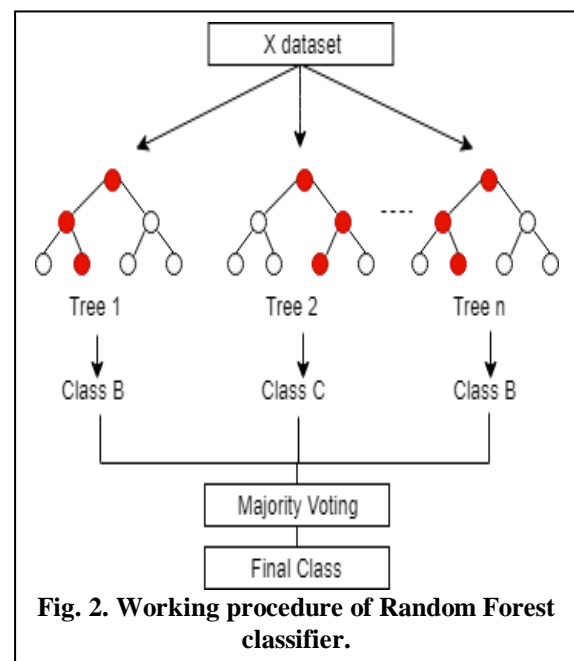 X dataset
Tree 1 Tree 2 Tree n
Class B Class C Class B
Majority Voting
Final Class
Fig. 2. Working procedure of Random Forest
classifier.